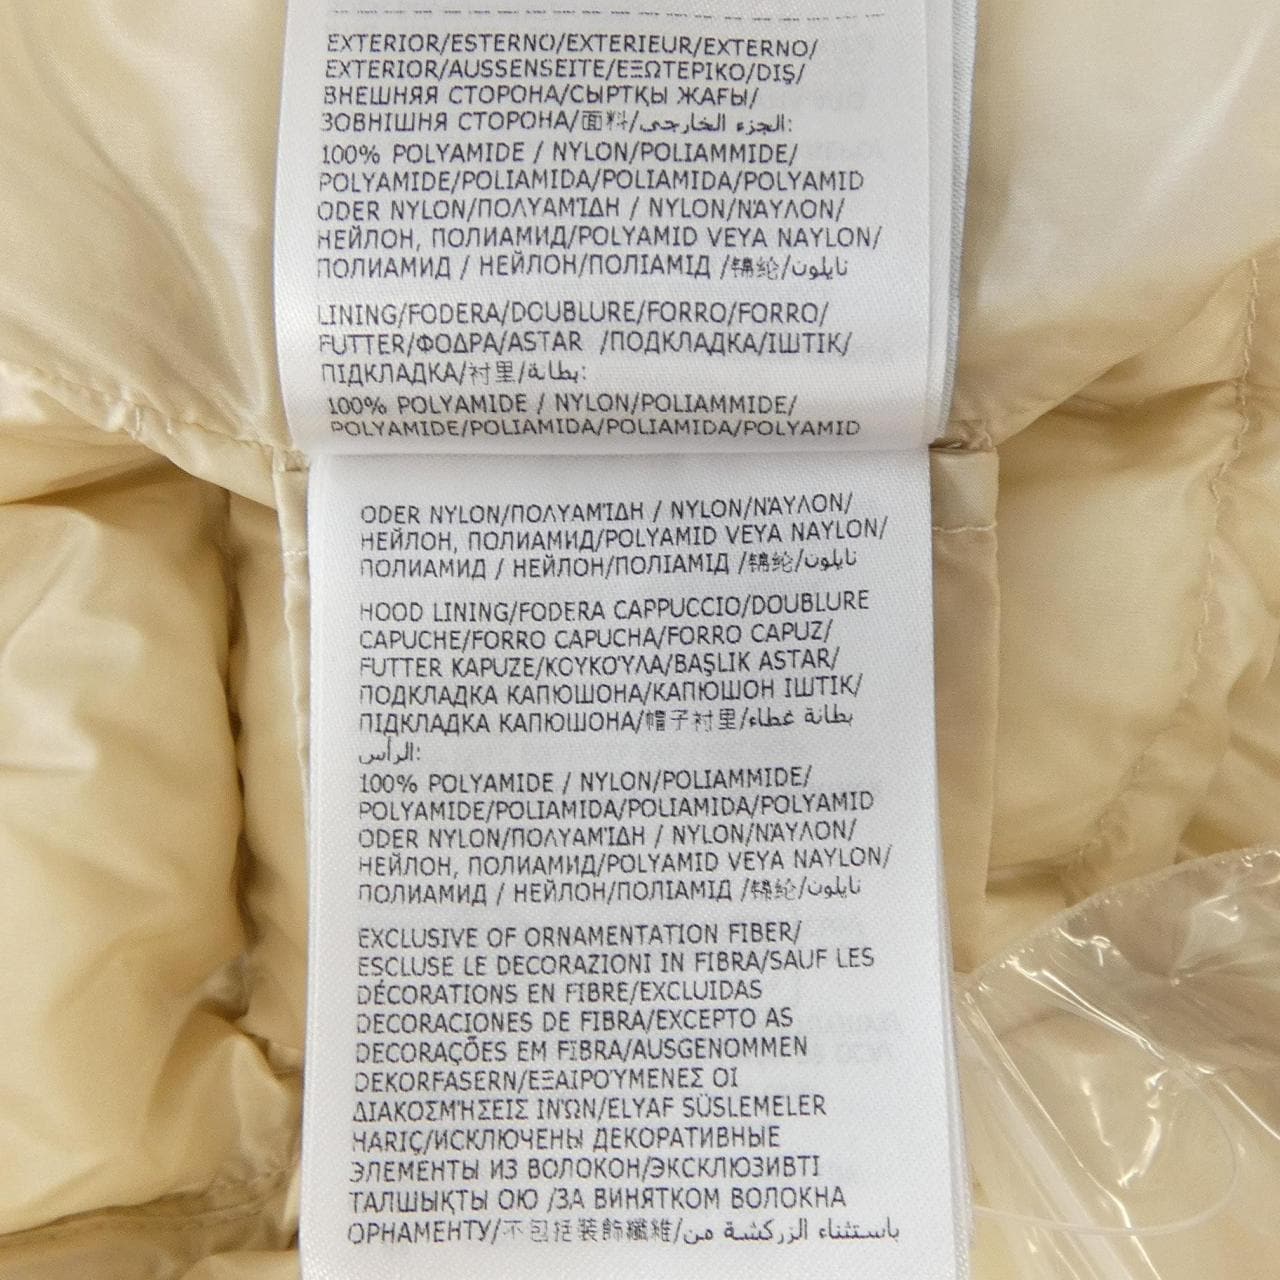 EXTERIOR/ESTERNO/EXTERIEUR/EXTERNO/
EXTERIOR/AUSSENSEITE/ΕΞΩΤΕΡΙΚΟ/DIŞ/
ВНЕШНЯЯ СТОРОНА/СЫРТҚЫ ЖАҒЫ/
ЗОВНІШНЯ СТОРОНА/面料/الجزء الخارجي:
100% POLYAMIDE / NYLON/POLIAMMIDE/
POLYAMIDE/POLIAMIDA/POLIAMIDA/POLYAMID
ODER NYLON/ΠΟΛΥΑΜΊΔΗ / NYLON/ΝΆΥΛΟΝ/
НЕЙЛОН, ПОЛИАМИД/POLYAMID VEYA NAYLON/
ПОЛИАМИД / НЕЙЛОН/ПОЛІАМІД /锦纶/نايلون
LINING/FODERA/DOUBLURE/FORRO/FORRO/
FUTTER/ΦΟΔΡΑ/ASTAR /ПОДКЛАДКА/ІШТІК/
ПІДКЛАДКА/衬里/بطانة:
100% POLYAMIDE / NYLON/POLIAMMIDE/
POLYAMIDE/POLIAMIDA/POLIAMIDA/POLYAMID
ODER NYLON/ΠΟΛΥΑΜΊΔΗ / NYLON/ΝΆΥΛΟΝ/
НЕЙЛОН, ПОЛИАМИД/POLYAMID VEYA NAYLON/
ПОЛИАМИД / НЕЙЛОН/ПОЛІАМІД /锦纶/نايلون
HOOD LINING/FODERA CAPPUCCIO/DOUBLURE
CAPUCHE/FORRO CAPUCHA/FORRO CAPUZ/
FUTTER KAPUZE/ΚΟΥΚΟΎΛΑ/BAŞLIK ASTAR/
ПОДКЛАДКА КАПЮШОНА/КАПЮШОН ІШТІК/
ПІДКЛАДКА КАПЮШОНА/帽子衬里/بطانة غطاء
الرأس:
100% POLYAMIDE / NYLON/POLIAMMIDE/
POLYAMIDE/POLIAMIDA/POLIAMIDA/POLYAMID
ODER NYLON/ΠΟΛΥΑΜΊΔΗ / NYLON/ΝΆΥΛΟΝ/
НЕЙЛОН, ПОЛИАМИД/POLYAMID VEYA NAYLON/
ПОЛИАМИД / НЕЙЛОН/ПОЛІАМІД /锦纶/نايلون
EXCLUSIVE OF ORNAMENTATION FIBER/
ESCLUSE LE DECORAZIONI IN FIBRA/SAUF LES
DÉCORATIONS EN FIBRE/EXCLUIDAS
DECORACIONES DE FIBRA/EXCEPTO AS
DECORAÇÕES EM FIBRA/AUSGENOMMEN
DEKORFASERN/ΕΞΑΙΡΟΎΜΕΝΕΣ ΟΙ
ΔΙΑΚΟΣΜΉΣΕΙΣ ΙΝΏΝ/ELYAF SÜSLEMELER
HARIÇ/ИСКЛЮЧЕНЫ ДЕКОРАТИВНЫЕ
ЭЛЕМЕНТЫ ИЗ ВОЛОКОН/ЭКСКЛЮЗИВТІ
ТАЛШЫҚТЫ ОЮ /ЗА ВИНЯТКОМ ВОЛОКНА
ОРНАМЕНТУ/不包括装飾纖維/باستثناء الزركشة من